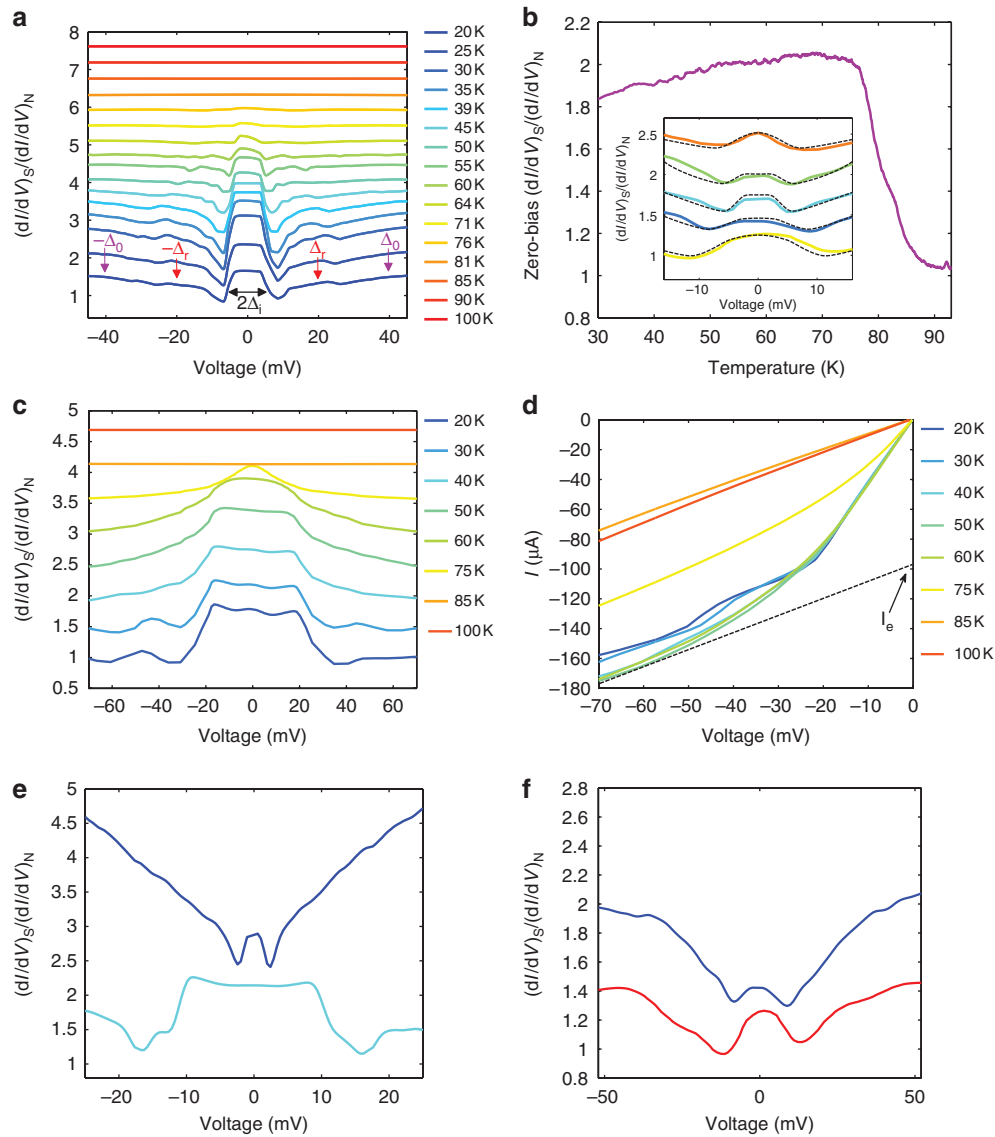 a
8
7
6
5
4
3
2
1
(dI/dV)S/(dI/dV)N
−40
−20
0
20
40
Voltage (mV)
−Δ0
−Δr
2Δi
Δr
Δ0
20 K
25 K
30 K
35 K
39 K
45 K
50 K
55 K
60 K
64 K
71 K
76 K
81 K
85 K
90 K
100 K
b
2.2
2
1.8
1.6
1.4
1.2
1
0.8
Zero-bias (dI/dV)S/(dI/dV)N
30
40
50
60
70
80
90
Temperature (K)
2.5
2
1.5
1
(dI/dV)S/(dI/dV)N
−10
0
10
Voltage (mV)
c
5
4.5
4
3.5
3
2.5
2
1.5
1
0.5
(dI/dV)S/(dI/dV)N
−60
−40
−20
0
20
40
60
Voltage (mV)
20 K
30 K
40 K
50 K
60 K
75 K
85 K
100 K
d
0
−20
−40
−60
−80
−100
−120
−140
−160
−180
I (µA)
−70
−60
−50
−40
−30
−20
−10
0
Voltage (mV)
Ie
20 K
30 K
40 K
50 K
60 K
75 K
85 K
100 K
e
5
4.5
4
3.5
3
2.5
2
1.5
1
(dI/dV)S/(dI/dV)N
−20
−10
0
10
20
Voltage (mV)
f
2.8
2.6
2.4
2.2
2
1.8
1.6
1.4
1.2
1
0.8
(dI/dV)S/(dI/dV)N
−50
0
50
Voltage (mV)